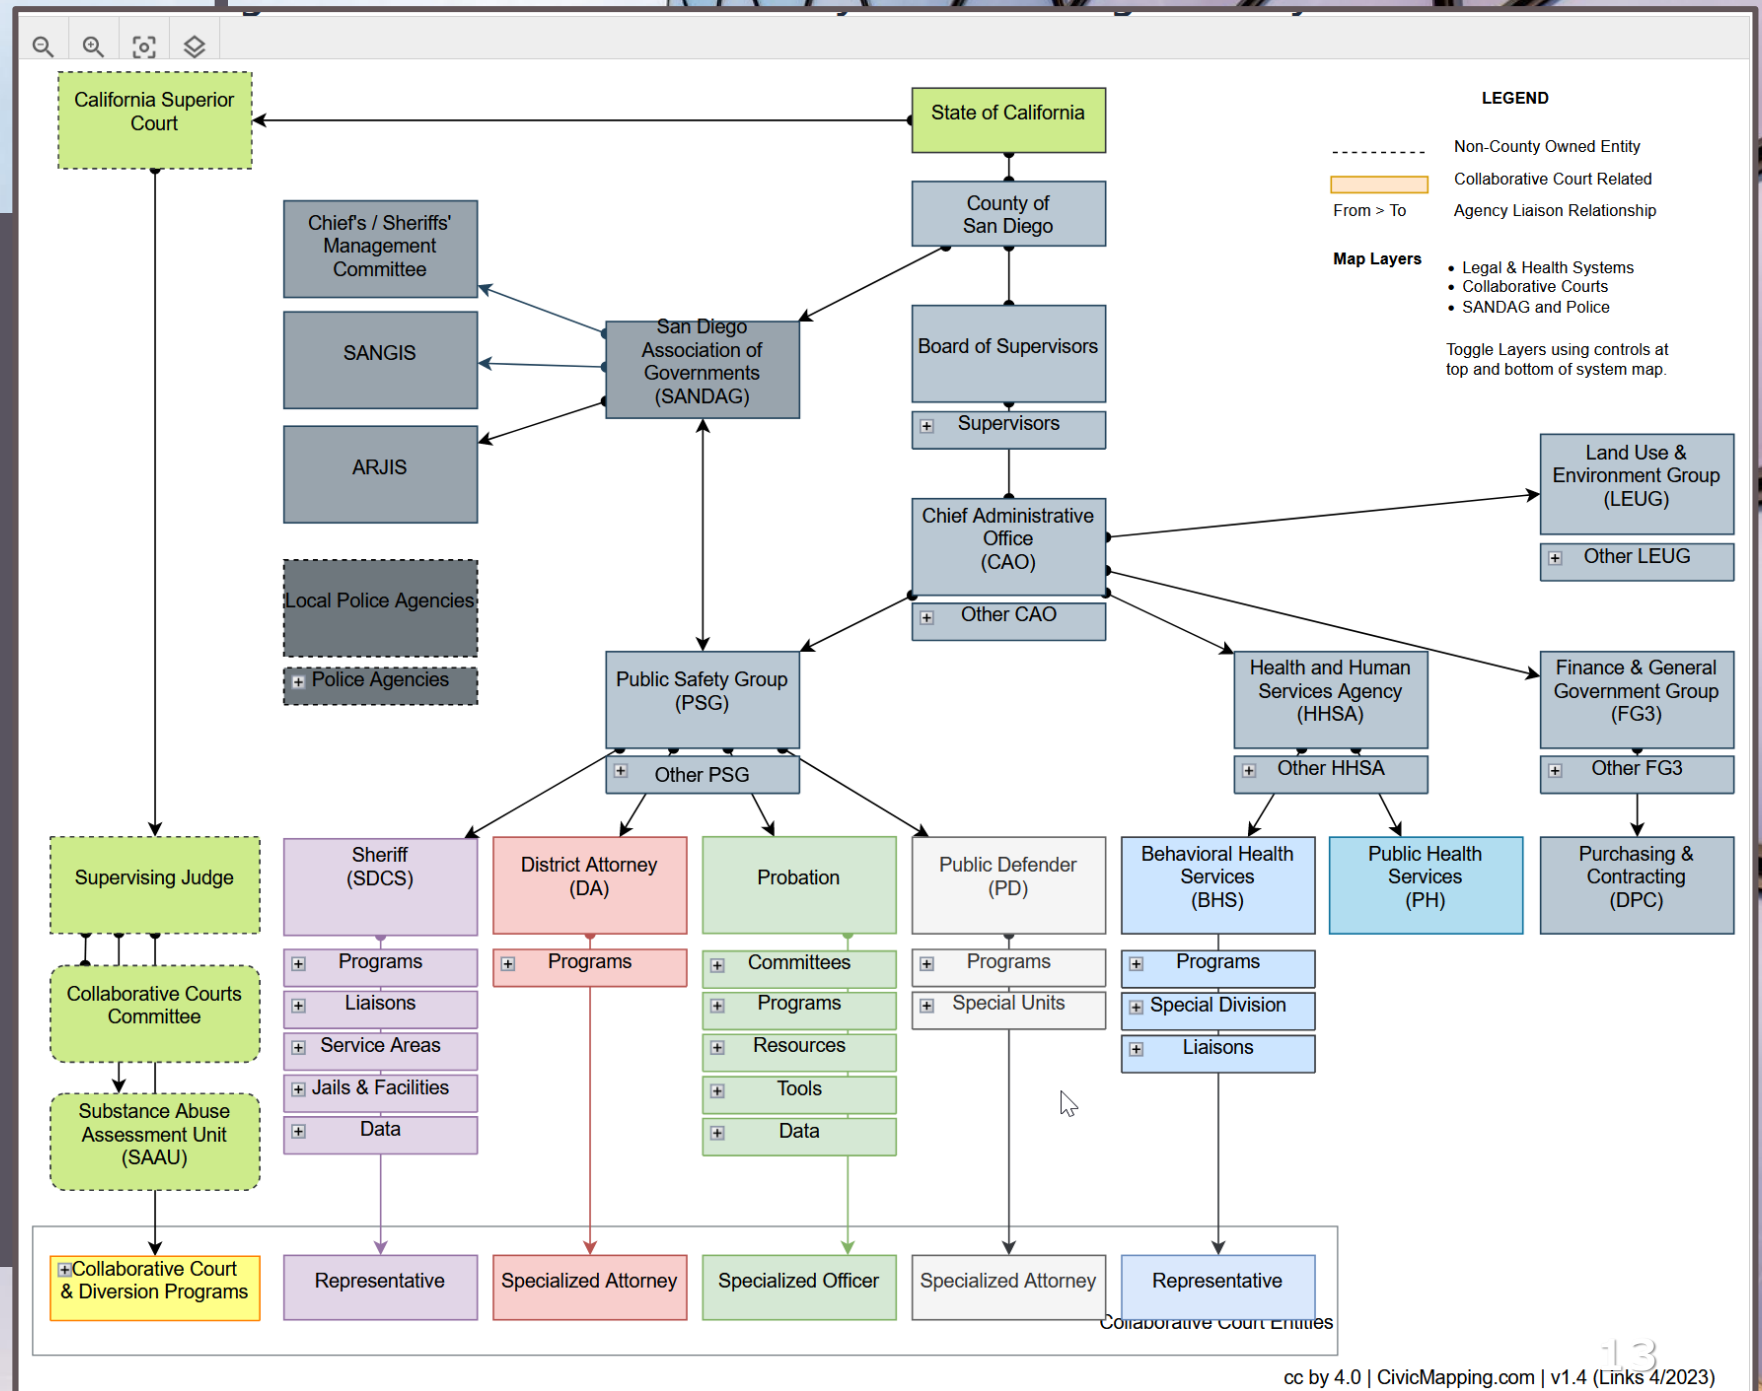 California Superior
Court
State of California
LEGEND
Non-County Owned Entity
Collaborative Court Related
From > To
Agency Liaison Relationship
Map Layers
• Legal & Health Systems
• Collaborative Courts
• SANDAG and Police
Toggle Layers using controls at
top and bottom of system map.
County of
San Diego
Chief's / Sheriffs'
Management
Committee
SANGIS
ARJIS
San Diego
Association of
Governments
(SANDAG)
Board of Supervisors
Supervisors
Chief Administrative
Office
(CAO)
Other CAO
Land Use &
Environment Group
(LEUG)
Other LEUG
Local Police Agencies
Police Agencies
Public Safety Group
(PSG)
Other PSG
Health and Human
Services Agency
(HHSA)
Other HHSA
Finance & General
Government Group
(FG3)
Other FG3
Supervising Judge
Sheriff
(SDCS)
District Attorney
(DA)
Probation
Public Defender
(PD)
Behavioral Health
Services
(BHS)
Public Health
Services
(PH)
Purchasing &
Contracting
(DPC)
Collaborative Courts
Committee
Substance Abuse
Assessment Unit
(SAAU)
Programs
Liaisons
Service Areas
Jails & Facilities
Data
Programs
Committees
Programs
Resources
Tools
Data
Programs
Special Units
Programs
Special Division
Liaisons
Collaborative Court
& Diversion Programs
Representative
Specialized Attorney
Specialized Officer
Specialized Attorney
Representative
Collaborative Court Entities
13
cc by 4.0 | CivicMapping.com | v1.4 (Links 4/2023)